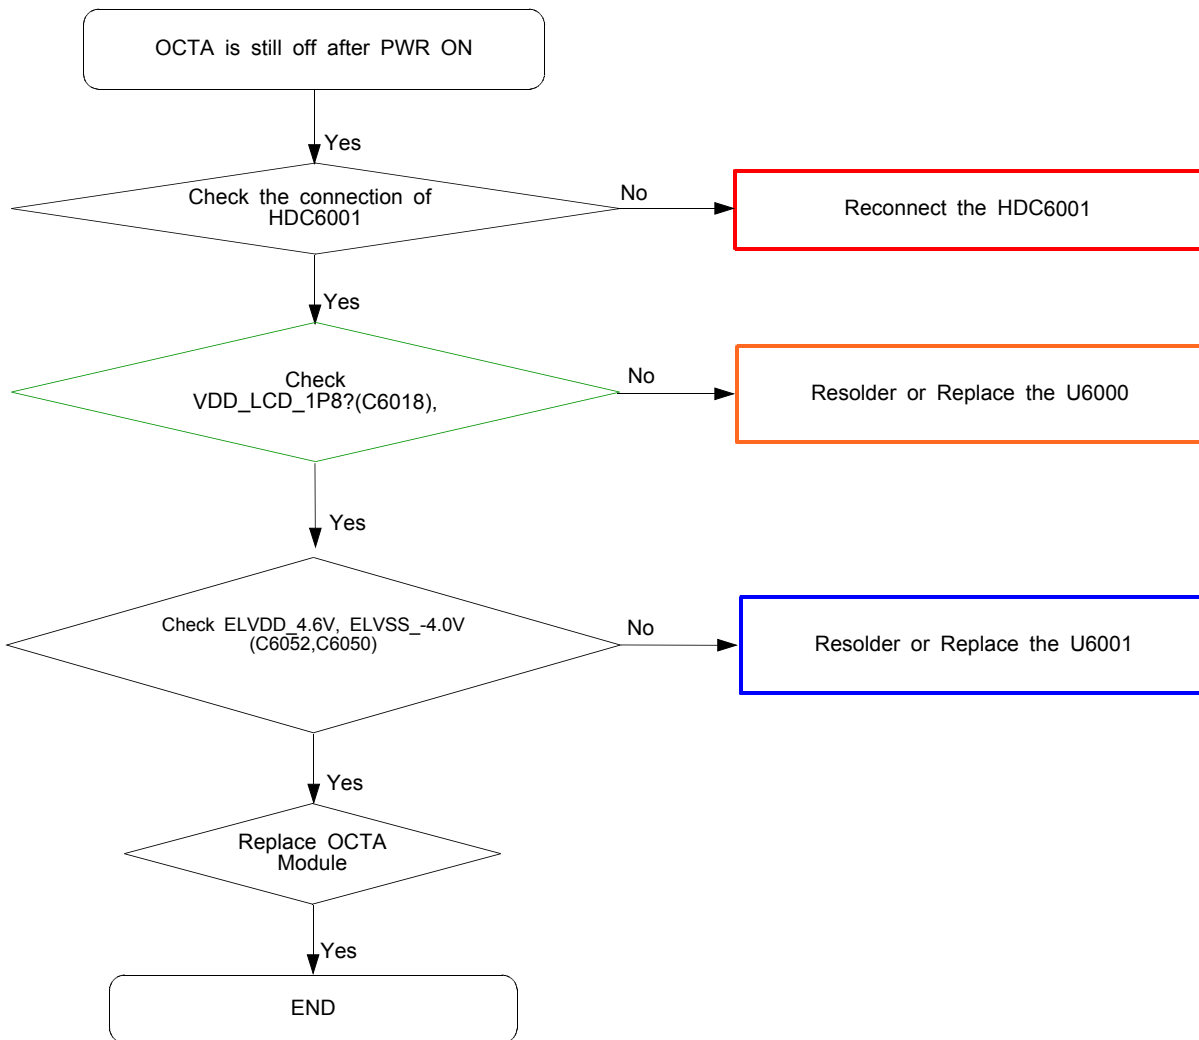 OCTA is still off after PWR ON
Yes
Check the connection of
HDC6001
No
Reconnect the HDC6001
Yes
Check
VDD_LCD_1P8?(C6018),
No
Resolder or Replace the U6000
Yes
Check ELVDD_4.6V, ELVSS_-4.0V
(C6052,C6050)
No
Resolder or Replace the U6001
Yes
Replace OCTA
Module
Yes
END